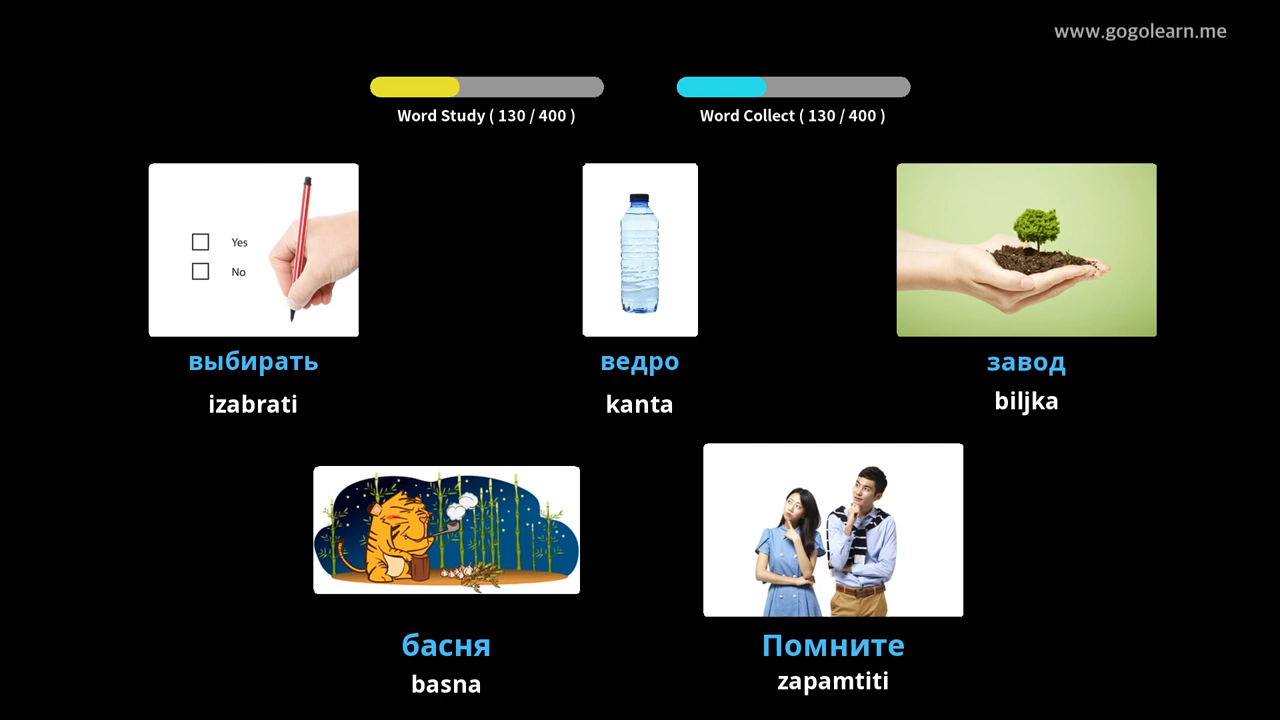 www.gogolearn.me
Word Study ( 130 / 400 )
Word Collect ( 130 / 400 )
Yes
No
выбирать
ведро
завод
izabrati
kanta
biljka
басня
Помните
basna
zapamtiti